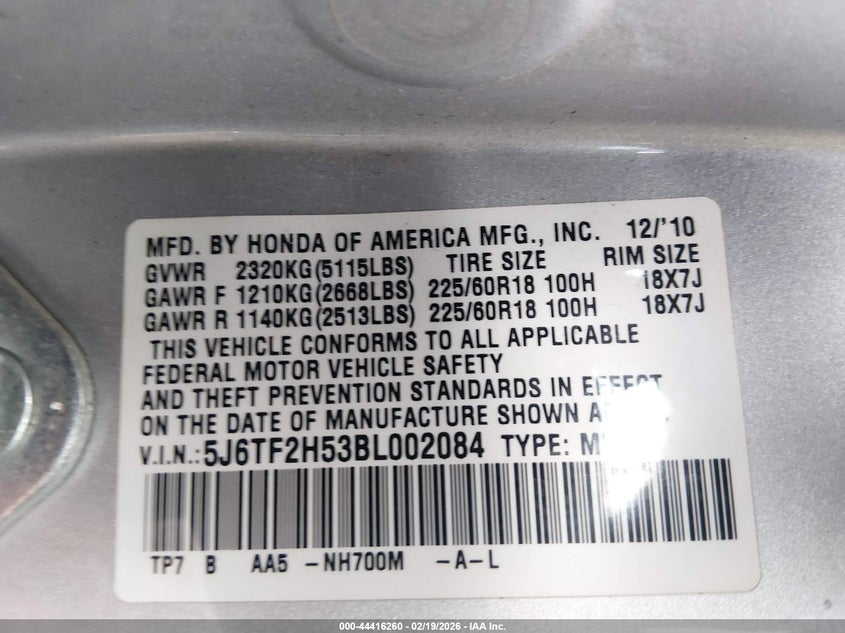 MFD. BY HONDA OF AMERICA MFG., INC. 12/'10
GVWR 2320KG(5115LBS) TIRE SIZE RIM SIZE
GAWR F 1210KG(2668LBS) 225/60R18 100H 18X7J
GAWR R 1140KG(2513LBS) 225/60R18 100H 18X7J
THIS VEHICLE CONFORMS TO ALL APPLICABLE
FEDERAL MOTOR VEHICLE SAFETY
AND THEFT PREVENTION STANDARDS IN EFFECT
ON THE DATE OF MANUFACTURE SHOWN
V.I.N.:5J6TF2H53BL002084 TYPE:
TP7 B AA5 -NH700M -A-L
000-44416260 - 02/19/2026 - IAA Inc.